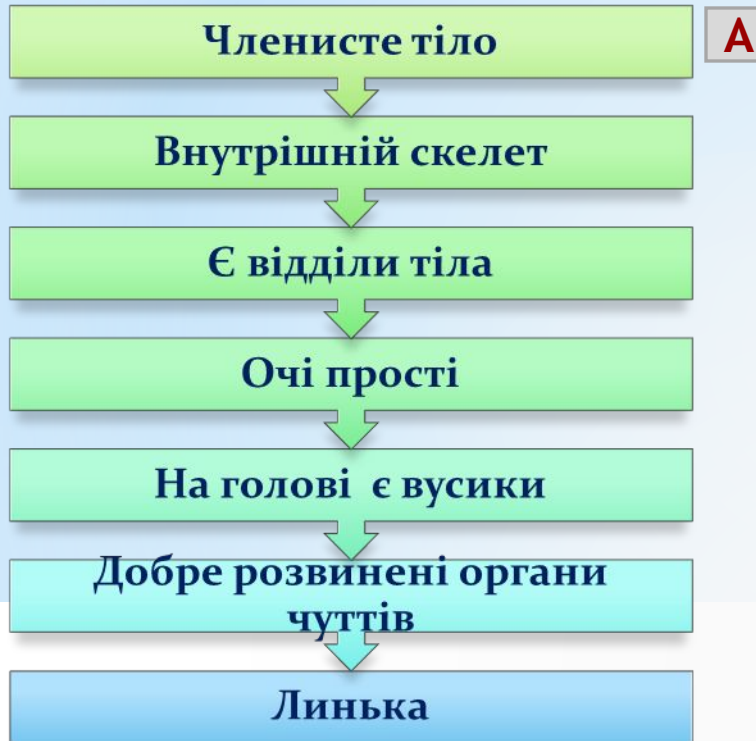 Членисте тіло
А
Внутрішній скелет
Є відділи тіла
Очі прості
На голові є вусики
Добре розвинені органи
чуттів
Линька